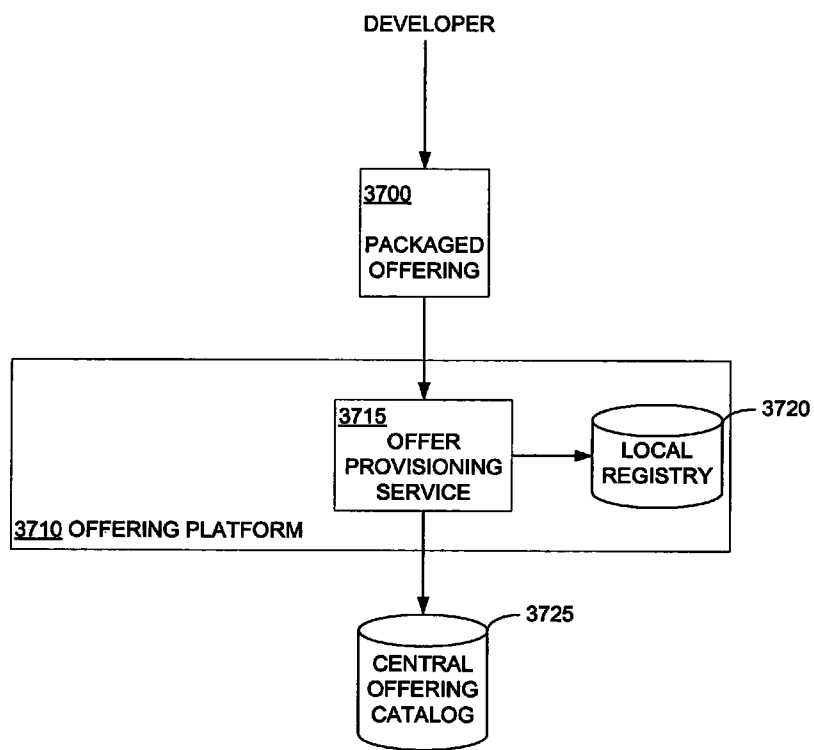 DEVELOPER
3700
PACKAGED
OFFERING
3715
OFFER
PROVISIONING
SERVICE
3720
LOCAL
REGISTRY
3710 OFFERING PLATFORM
3725
CENTRAL
OFFERING
CATALOG